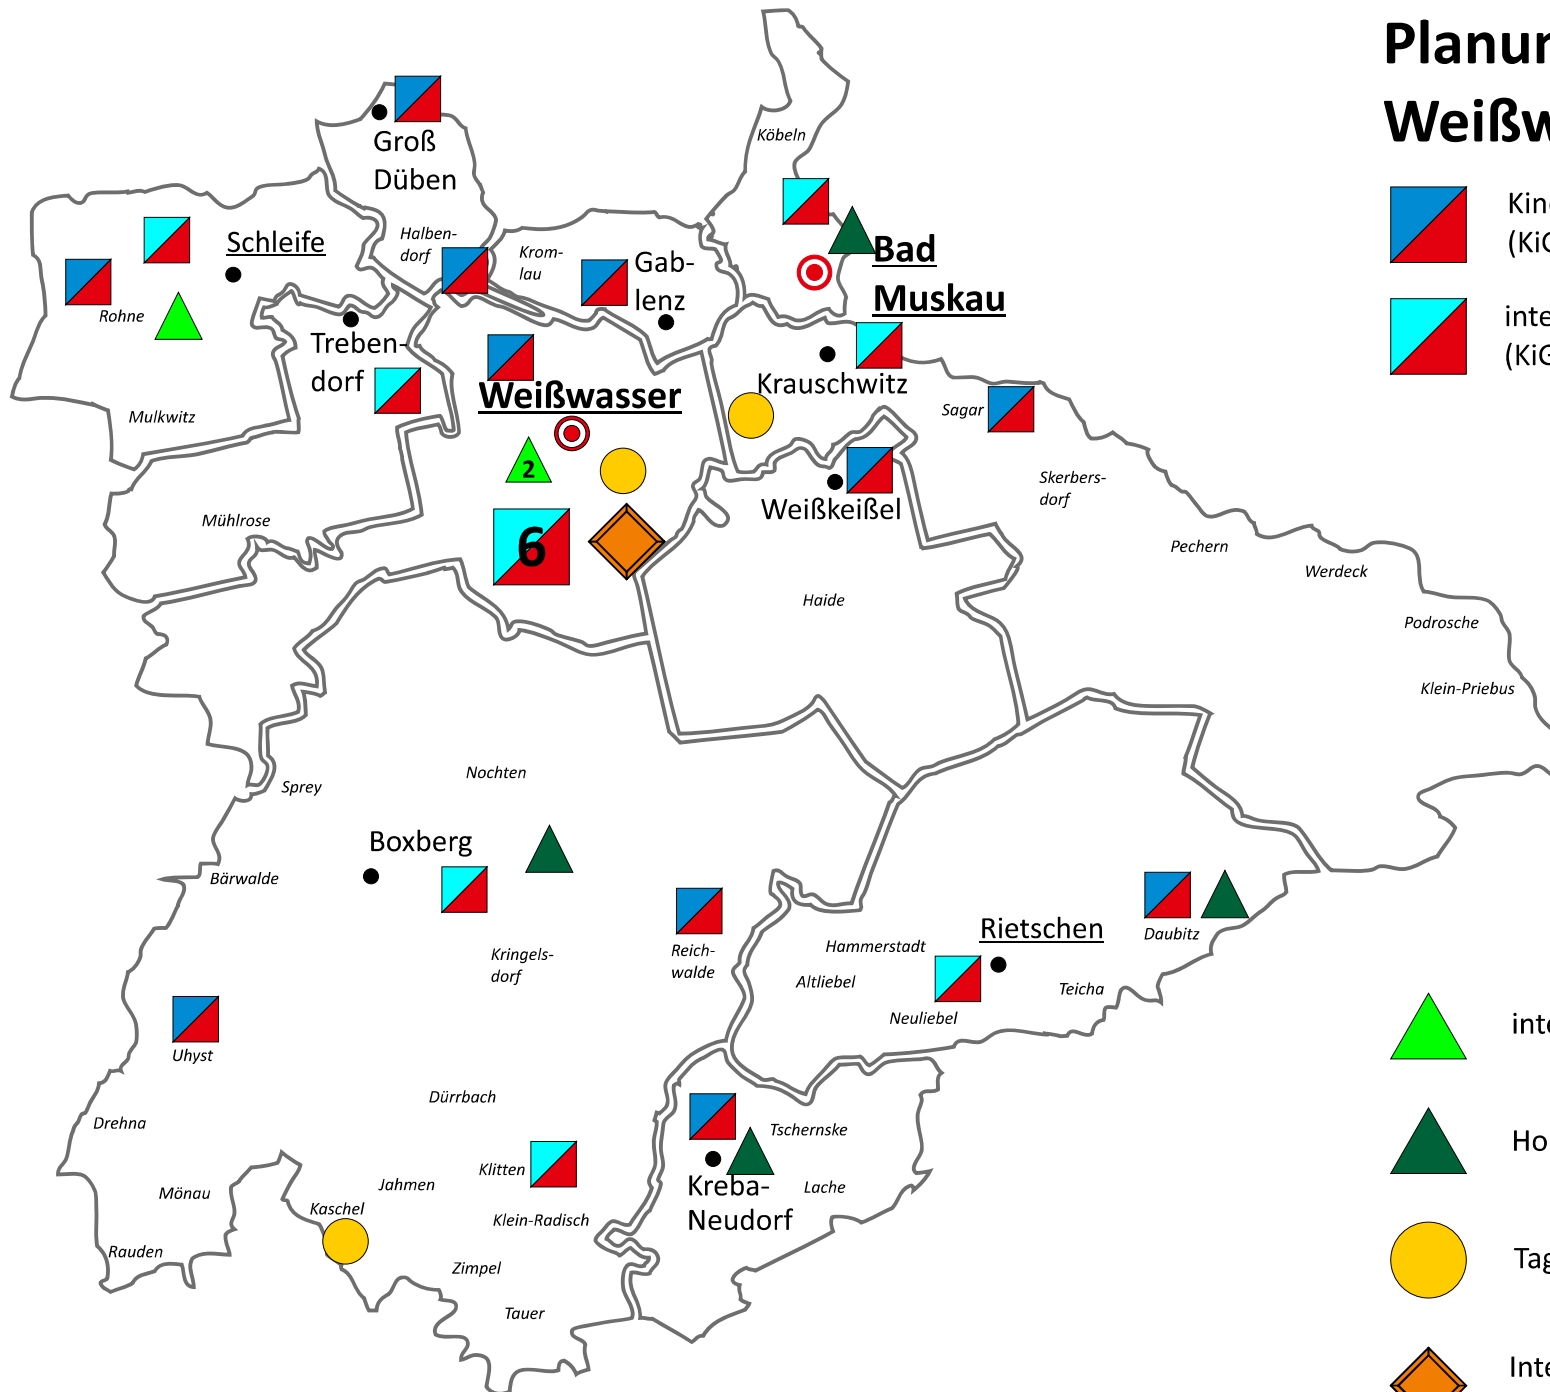 Köbeln
Groß
Düben
Halben-
dorf
Schleife
Krom-
lau
Gab-
lenz
Bad
Muskau
Rohne
Treben-
dorf
Weißwasser
Krauschwitz
Sagar
Mulkwitz
2
Skerbers-
dorf
Weißkeißel
Mühlrose
6
Pechern
Werdeck
Haide
Podrosche
Klein-Priebus
Nochten
Sprey
Boxberg
Bärwalde
Kringels-
dorf
Reich-
walde
Hammerstadt
Altliebel
Rietschen
Daubitz
Teicha
Neuliebel
Uhyst
Dürrbach
Drehna
Tschernske
Klitten
Jahmen
Mönau
Kaschel
Klein-Radisch
Kreba-
Neudorf
Lache
Rauden
Zimpel
Tauer
Weißw
(KiG
inte
(KiG
inte
Ho
Tag
Inte